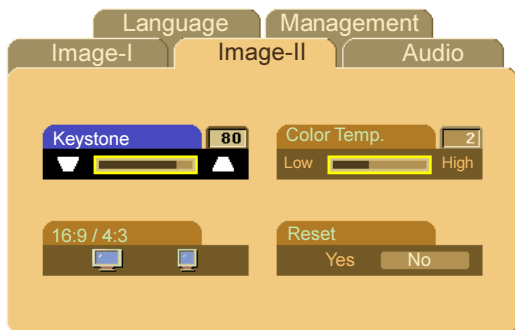 Language Management
Image-I Image-II Audio
Keystone 80
Color Temp. 2
Low High
16:9 / 4:3
Reset
Yes No